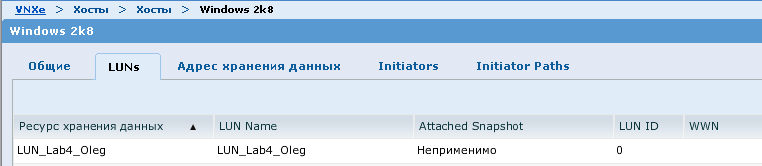 VNXe > Хосты > Хосты > Windows 2k8
Windows 2k8
Общие LUNs Адрес хранения данных Initiators Initiator Paths
Ресурс хранения данных ▲ LUN Name Attached Snapshot LUN ID WWN
LUN_Lab4_Oleg LUN_Lab4_Oleg Неприменимо 0